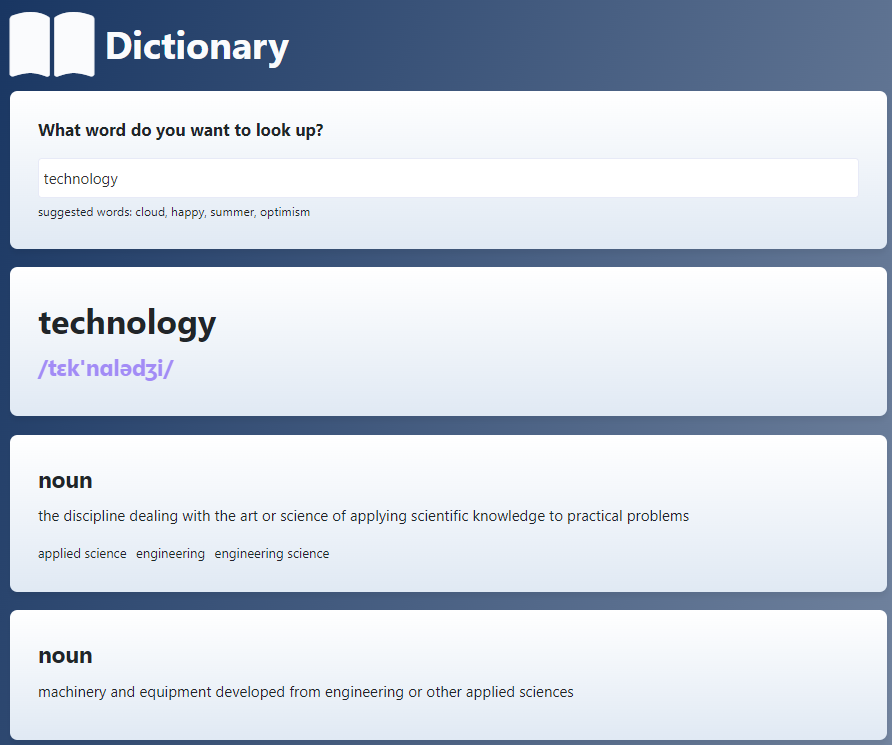 Dictionary
What word do you want to look up?
technology
suggested words: cloud, happy, summer, optimism
technology
/tɛk'nɑlədʒi/
noun
the discipline dealing with the art or science of applying scientific knowledge to practical problems
applied science engineering engineering science
noun
machinery and equipment developed from engineering or other applied sciences